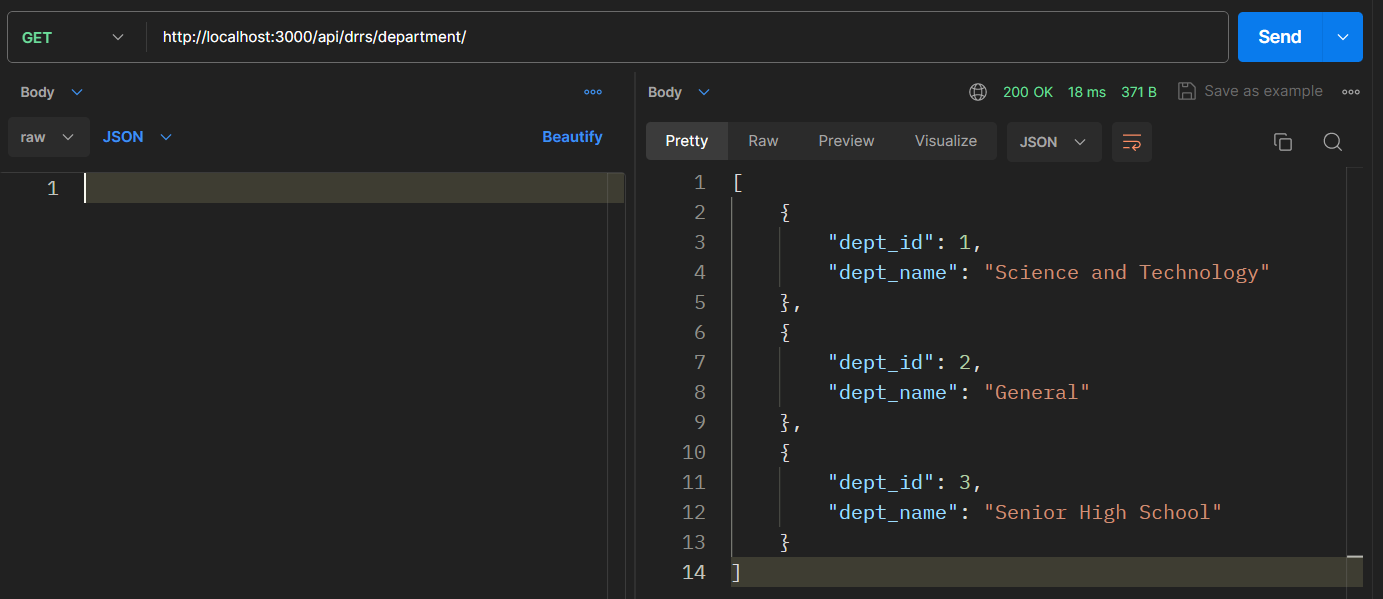 GET http://localhost:3000/api/drrs/department/ Send
Body
raw JSON Beautify
1
Body 200 OK 18 ms 371 B Save as example
Pretty Raw Preview Visualize JSON
1 [
2 {
3 "dept_id": 1,
4 "dept_name": "Science and Technology"
5 },
6 {
7 "dept_id": 2,
8 "dept_name": "General"
9 },
10 {
11 "dept_id": 3,
12 "dept_name": "Senior High School"
13 }
14 ]